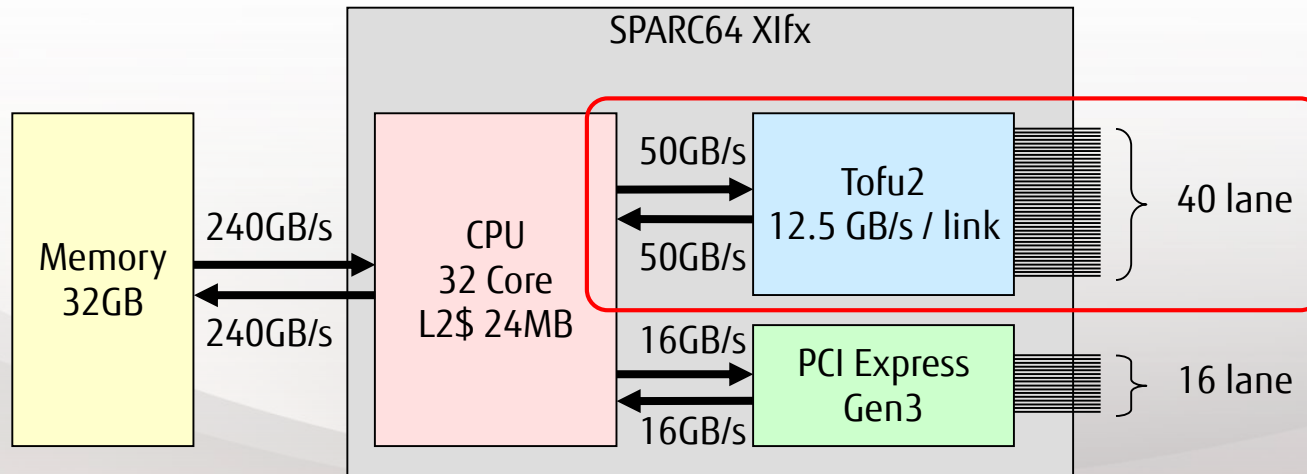 SPARC64 XIfx
Memory
32GB
240GB/s
240GB/s
CPU
32 Core
L2$ 24MB
50GB/s
50GB/s
Tofu2
12.5 GB/s / link
40 lane
16GB/s
16GB/s
PCI Express
Gen3
16 lane